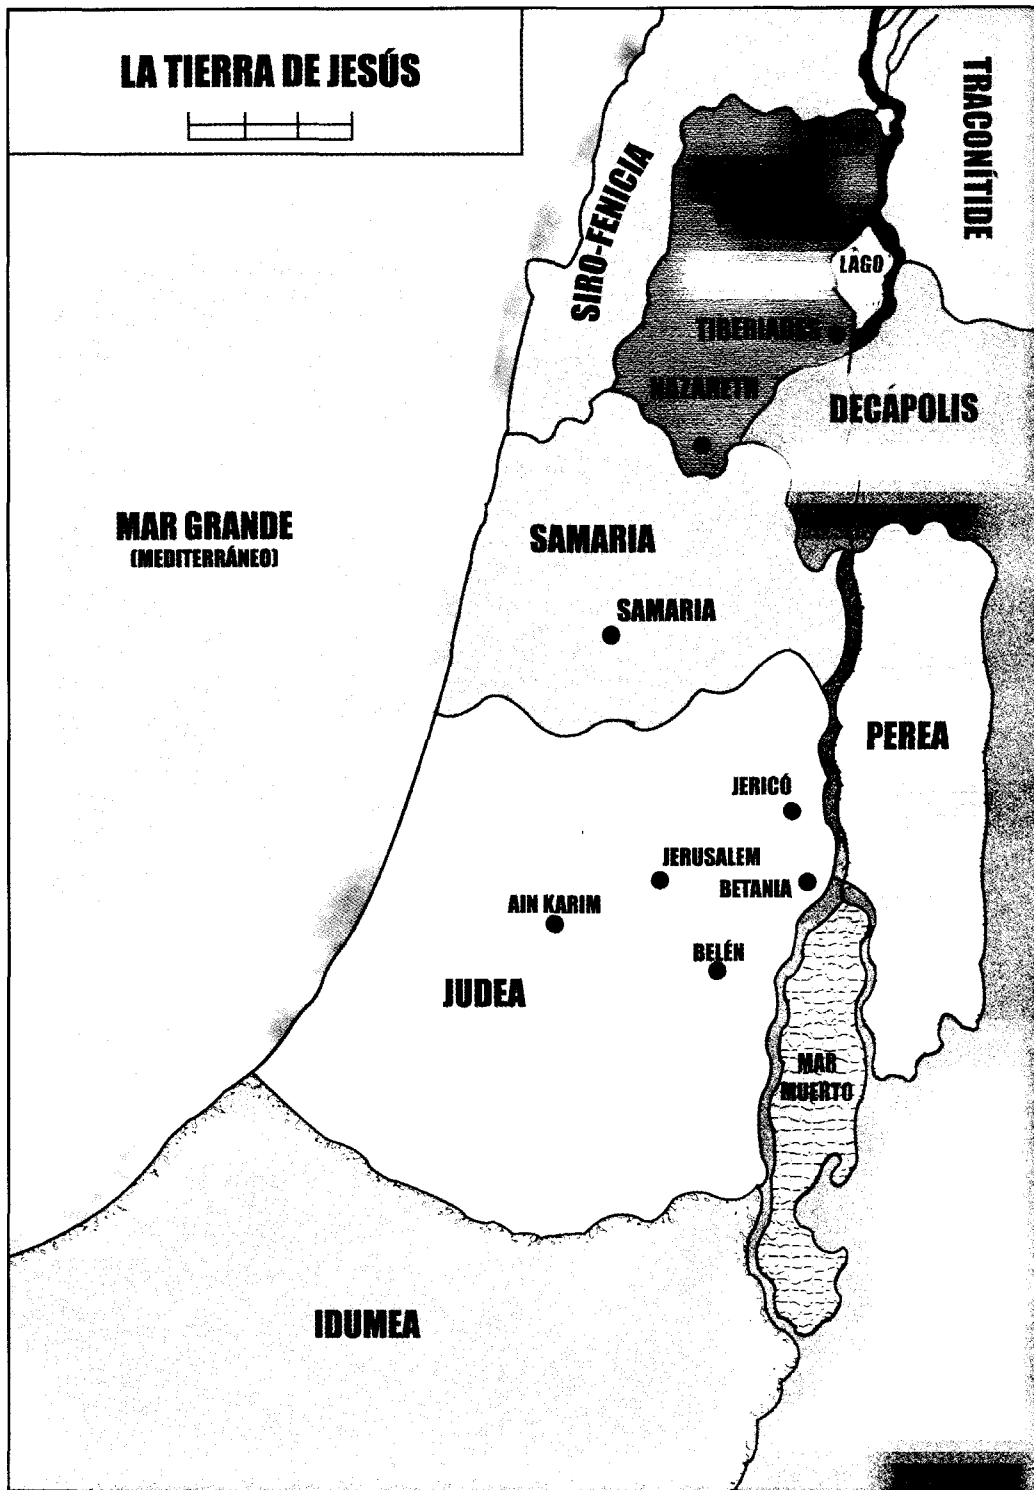 LA TIERRA DE JESÚS
TRACONÍTIDE
SIRO-FENICIA
LAGO
TIBERIADES
NAZARETH
DECÁPOLIS
MAR GRANDE
(MEDITERRÁNEO)
SAMARIA
SAMARIA
PEREA
JERICÓ
JERUSALEM
BETANIA
AIN KARIM
BELÉN
JUDEA
MAR
MUERTO
IDUMEA